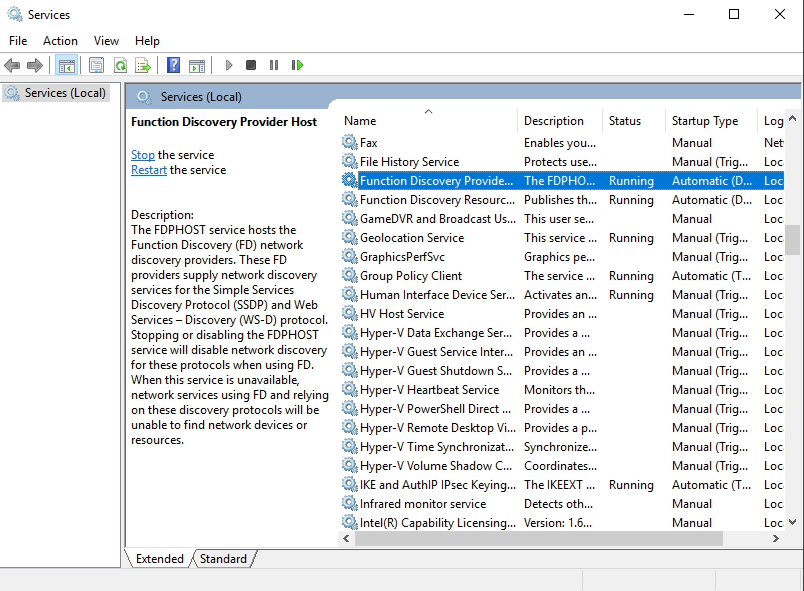 Services
File Action View Help
Services (Local)
Services (Local)
Function Discovery Provider Host
Stop the service
Restart the service
Description:
The FDPHOST service hosts the
Function Discovery (FD) network
discovery providers. These FD
providers supply network discovery
services for the Simple Services
Discovery Protocol (SSDP) and Web
Services – Discovery (WS-D) protocol.
Stopping or disabling the FDPHOST
service will disable network discovery
for these protocols when using FD.
When this service is unavailable,
network services using FD and relying
on these discovery protocols will be
unable to find network devices or
resources.
Name Description Status Startup Type Log
Fax Enables you... Manual Net
File History Service Protects use... Manual (Trig... Loc
Function Discovery Provide... The FDPHO... Running Automatic (D... Loc
Function Discovery Resourc... Publishes th... Running Automatic (D... Loc
GameDVR and Broadcast Us... This user se... Manual Loc
Geolocation Service This service ... Running Manual (Trig... Loc
GraphicsPerfSvc Graphics pe... Manual (Trig... Loc
Group Policy Client The service ... Running Automatic (T... Loc
Human Interface Device Ser... Activates an... Running Manual (Trig... Loc
HV Host Service Provides an ... Manual (Trig... Loc
Hyper-V Data Exchange Ser... Provides a ... Manual (Trig... Loc
Hyper-V Guest Service Inter... Provides an ... Manual (Trig... Loc
Hyper-V Guest Shutdown S... Provides a ... Manual (Trig... Loc
Hyper-V Heartbeat Service Monitors th... Manual (Trig... Loc
Hyper-V PowerShell Direct ... Provides a ... Manual (Trig... Loc
Hyper-V Remote Desktop Vi... Provides a p... Manual (Trig... Loc
Hyper-V Time Synchronizat... Synchronize... Manual (Trig... Loc
Hyper-V Volume Shadow C... Coordinates... Manual (Trig... Loc
IKE and AuthIP IPsec Keying... The IKEEXT ... Running Automatic (T... Loc
Infrared monitor service Detects oth... Manual Loc
Intel(R) Capability Licensing... Version: 1.6... Manual Loc
Extended Standard